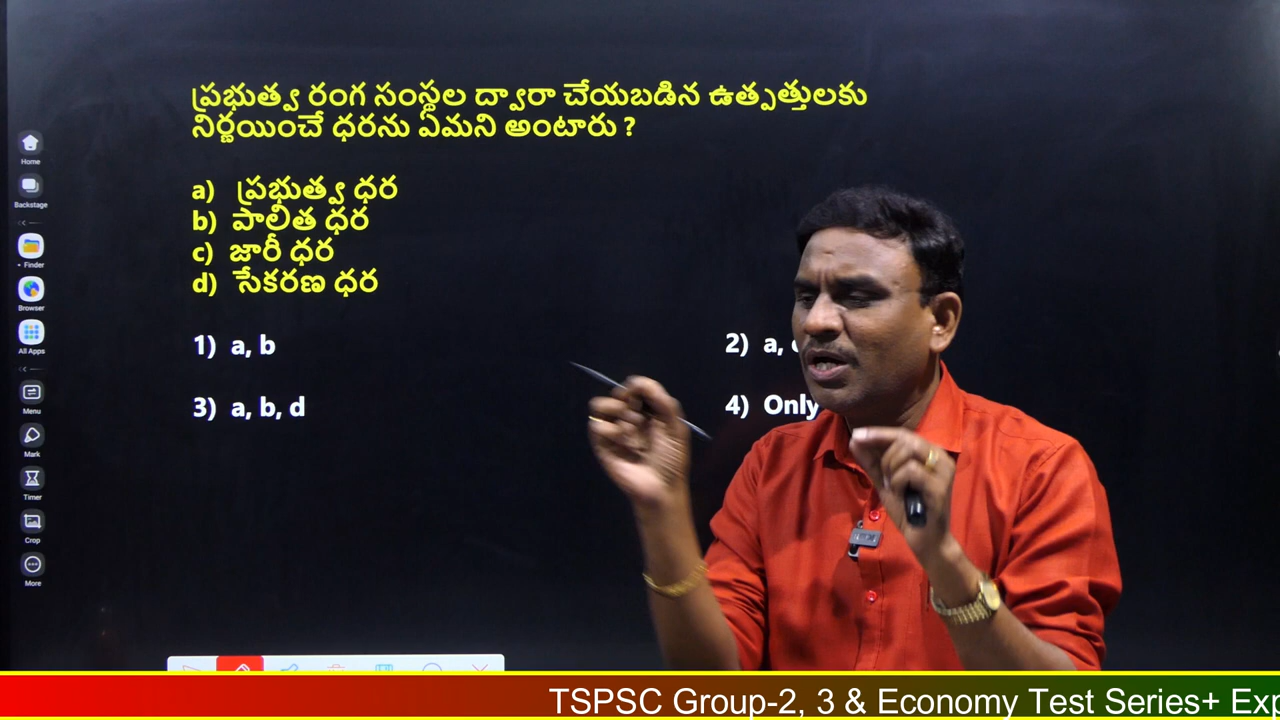 ప్రభుత్వ రంగ సంస్థల ద్వారా చేయబడిన ఉత్పత్తులకు
నిర్ణయించే ధరను ఏమని అంటారు ?
a) ప్రభుత్వ ధర
b) పాలిత ధర
c) జారీ ధర
d) సేకరణ ధర
1) a, b
2) a,
3) a, b, d
4) Only
Home
Backstage
Finder
Browser
All Apps
Menu
Mark
Timer
Crop
More
TSPSC Group-2, 3 & Economy Test Series+